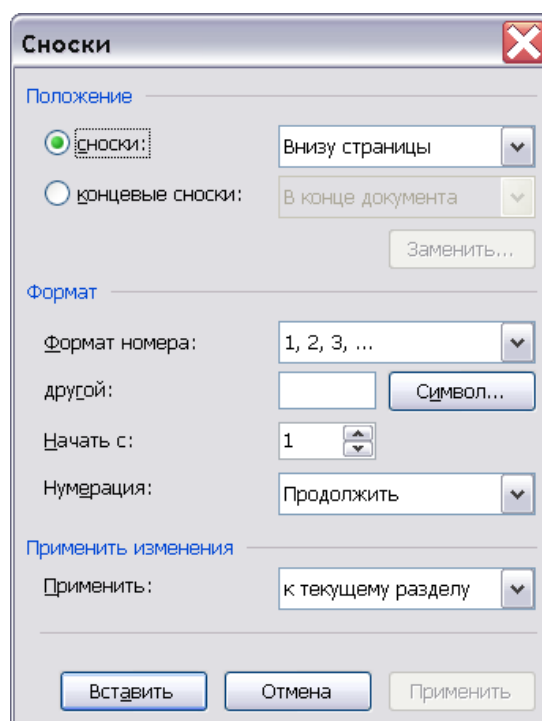 Сноски
Положение
сноски: Внизу страницы
концевые сноски: В конце документа
Заменить...
Формат
Формат номера: 1, 2, 3, ...
другой: Символ...
Начать с: 1
Нумерация: Продолжить
Применить изменения
Применить: к текущему разделу
Вставить Отмена Применить